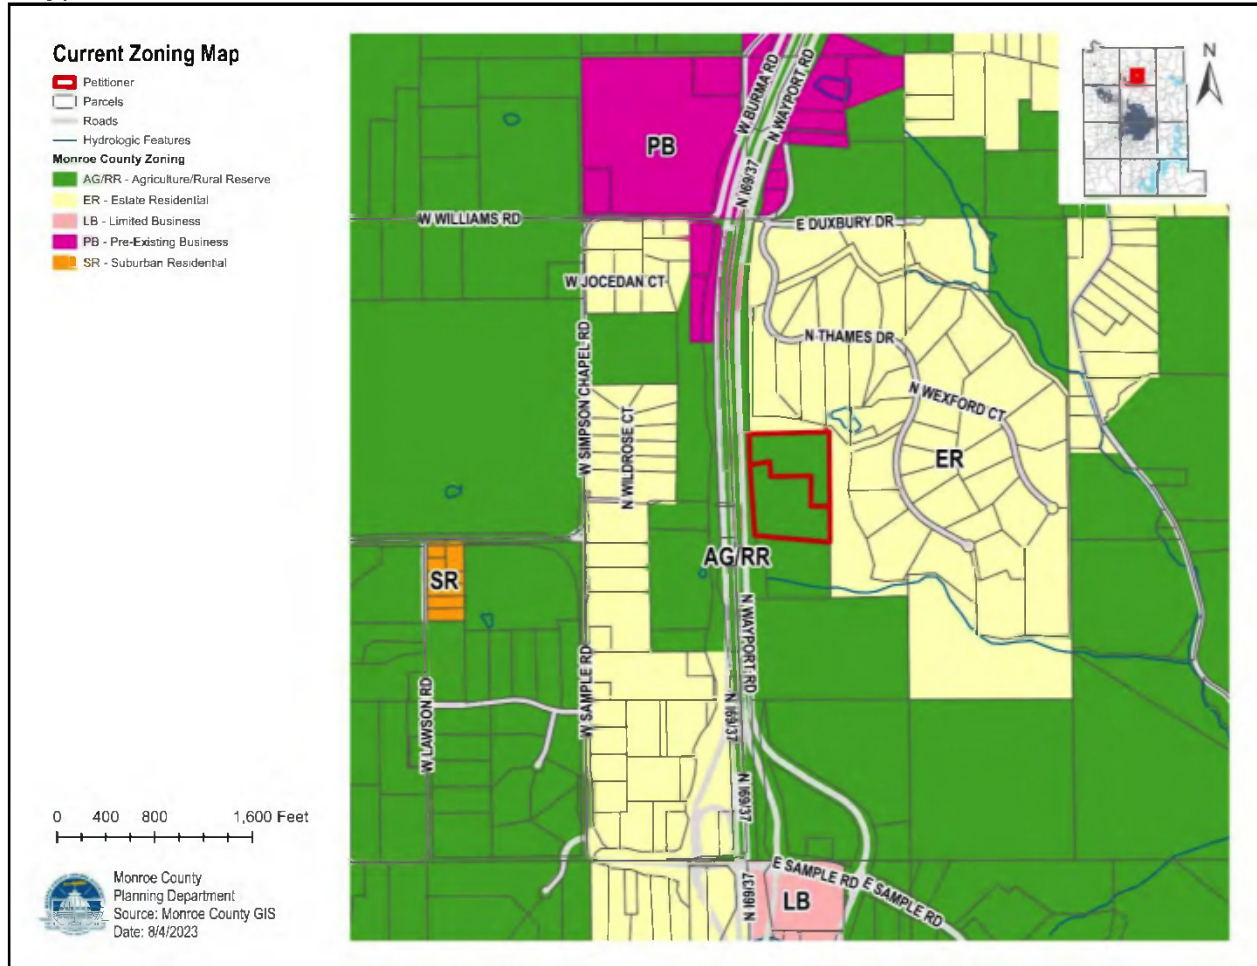 Current Zoning Map
Petitioner
Parcels
Roads
Hydrologic Features
Monroe County Zoning
AG/RR - Agriculture/Rural Reserve
ER - Estate Residential
LB - Limited Business
PB - Pre-Existing Business
SR - Suburban Residential
N
W BURMA RD
N WAYPORT RD
PB
N I69/37
W WILLIAMS RD
E DUXBURY DR
W JOCEDAN CT
N THAMES DR
W SIMPSON CHAPEL RD
N WILDROSE CT
N WEXFORD CT
ER
AG/RR
SR
N WAYPORT RD
W SAMPLE RD
W LAWSON RD
N I69/37
N I69/37
E SAMPLE RD
E SAMPLE RD
N I69/37
LB
0 400 800 1,600 Feet
Monroe County
Planning Department
Source: Monroe County GIS
Date: 8/4/2023